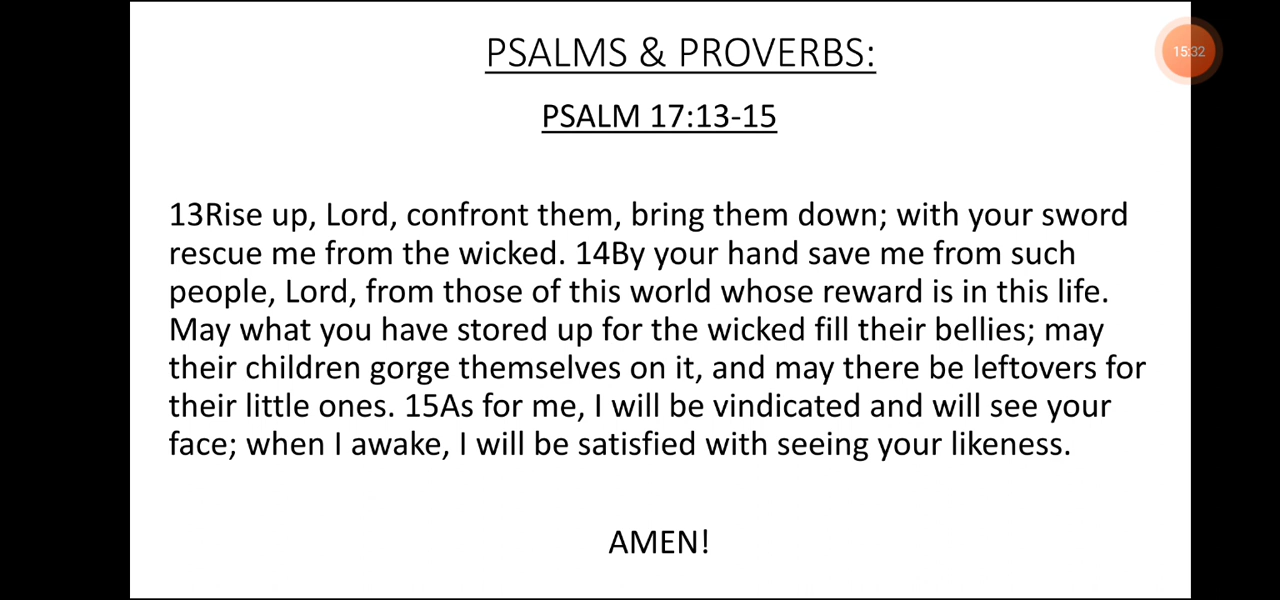 PSALMS & PROVERBS:
15:32
PSALM 17:13-15
13Rise up, Lord, confront them, bring them down; with your sword
rescue me from the wicked. 14By your hand save me from such
people, Lord, from those of this world whose reward is in this life.
May what you have stored up for the wicked fill their bellies; may
their children gorge themselves on it, and may there be leftovers for
their little ones. 15As for me, I will be vindicated and will see your
face; when I awake, I will be satisfied with seeing your likeness.
AMEN!